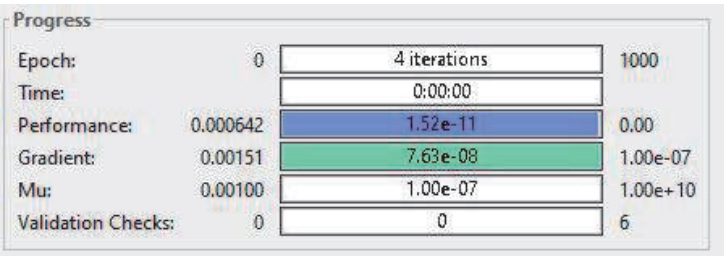 Progress
Epoch: 0 4 iterations 1000
Time: 0:00:00
Performance: 0.000642 1.52e-11 0.00
Gradient: 0.00151 7.63e-08 1.00e-07
Mu: 0.00100 1.00e-07 1.00e+10
Validation Checks: 0 0 6